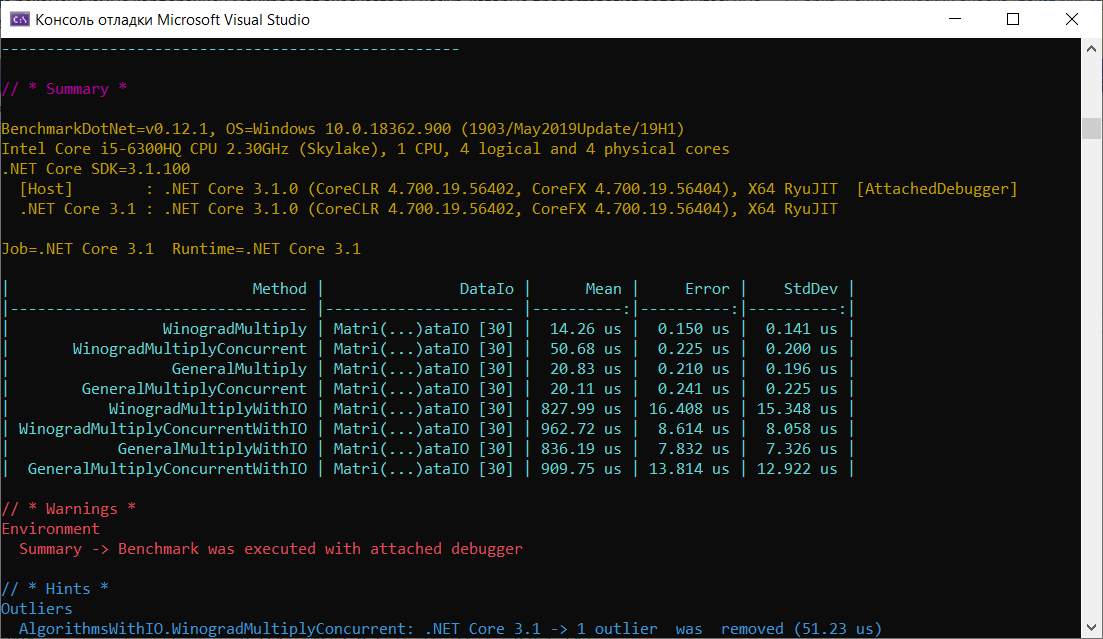 Консоль отладки Microsoft Visual Studio
---------------------------------------------------
// * Summary *
BenchmarkDotNet=v0.12.1, OS=Windows 10.0.18362.900 (1903/May2019Update/19H1)
Intel Core i5-6300HQ CPU 2.30GHz (Skylake), 1 CPU, 4 logical and 4 physical cores
.NET Core SDK=3.1.100
  [Host]        : .NET Core 3.1.0 (CoreCLR 4.700.19.56402, CoreFX 4.700.19.56404), X64 RyuJIT  [AttachedDebugger]
  .NET Core 3.1 : .NET Core 3.1.0 (CoreCLR 4.700.19.56402, CoreFX 4.700.19.56404), X64 RyuJIT
Job=.NET Core 3.1  Runtime=.NET Core 3.1
|                           Method |               DataIo |      Mean |     Error |    StdDev |
|--------------------------------- |--------------------- |----------:|----------:|----------:|
|                 WinogradMultiply | Matri(...)ataIO [30] |  14.26 us |  0.150 us |  0.141 us |
|       WinogradMultiplyConcurrent | Matri(...)ataIO [30] |  50.68 us |  0.225 us |  0.200 us |
|                  GeneralMultiply | Matri(...)ataIO [30] |  20.83 us |  0.210 us |  0.196 us |
|        GeneralMultiplyConcurrent | Matri(...)ataIO [30] |  20.11 us |  0.241 us |  0.225 us |
|           WinogradMultiplyWithIO | Matri(...)ataIO [30] | 827.99 us | 16.408 us | 15.348 us |
| WinogradMultiplyConcurrentWithIO | Matri(...)ataIO [30] | 962.72 us |  8.614 us |  8.058 us |
|            GeneralMultiplyWithIO | Matri(...)ataIO [30] | 836.19 us |  7.832 us |  7.326 us |
|  GeneralMultiplyConcurrentWithIO | Matri(...)ataIO [30] | 909.75 us | 13.814 us | 12.922 us |
// * Warnings *
Environment
  Summary -> Benchmark was executed with attached debugger
// * Hints *
Outliers
  AlgorithmsWithIO.WinogradMultiplyConcurrent: .NET Core 3.1 -> 1 outlier  was  removed (51.23 us)